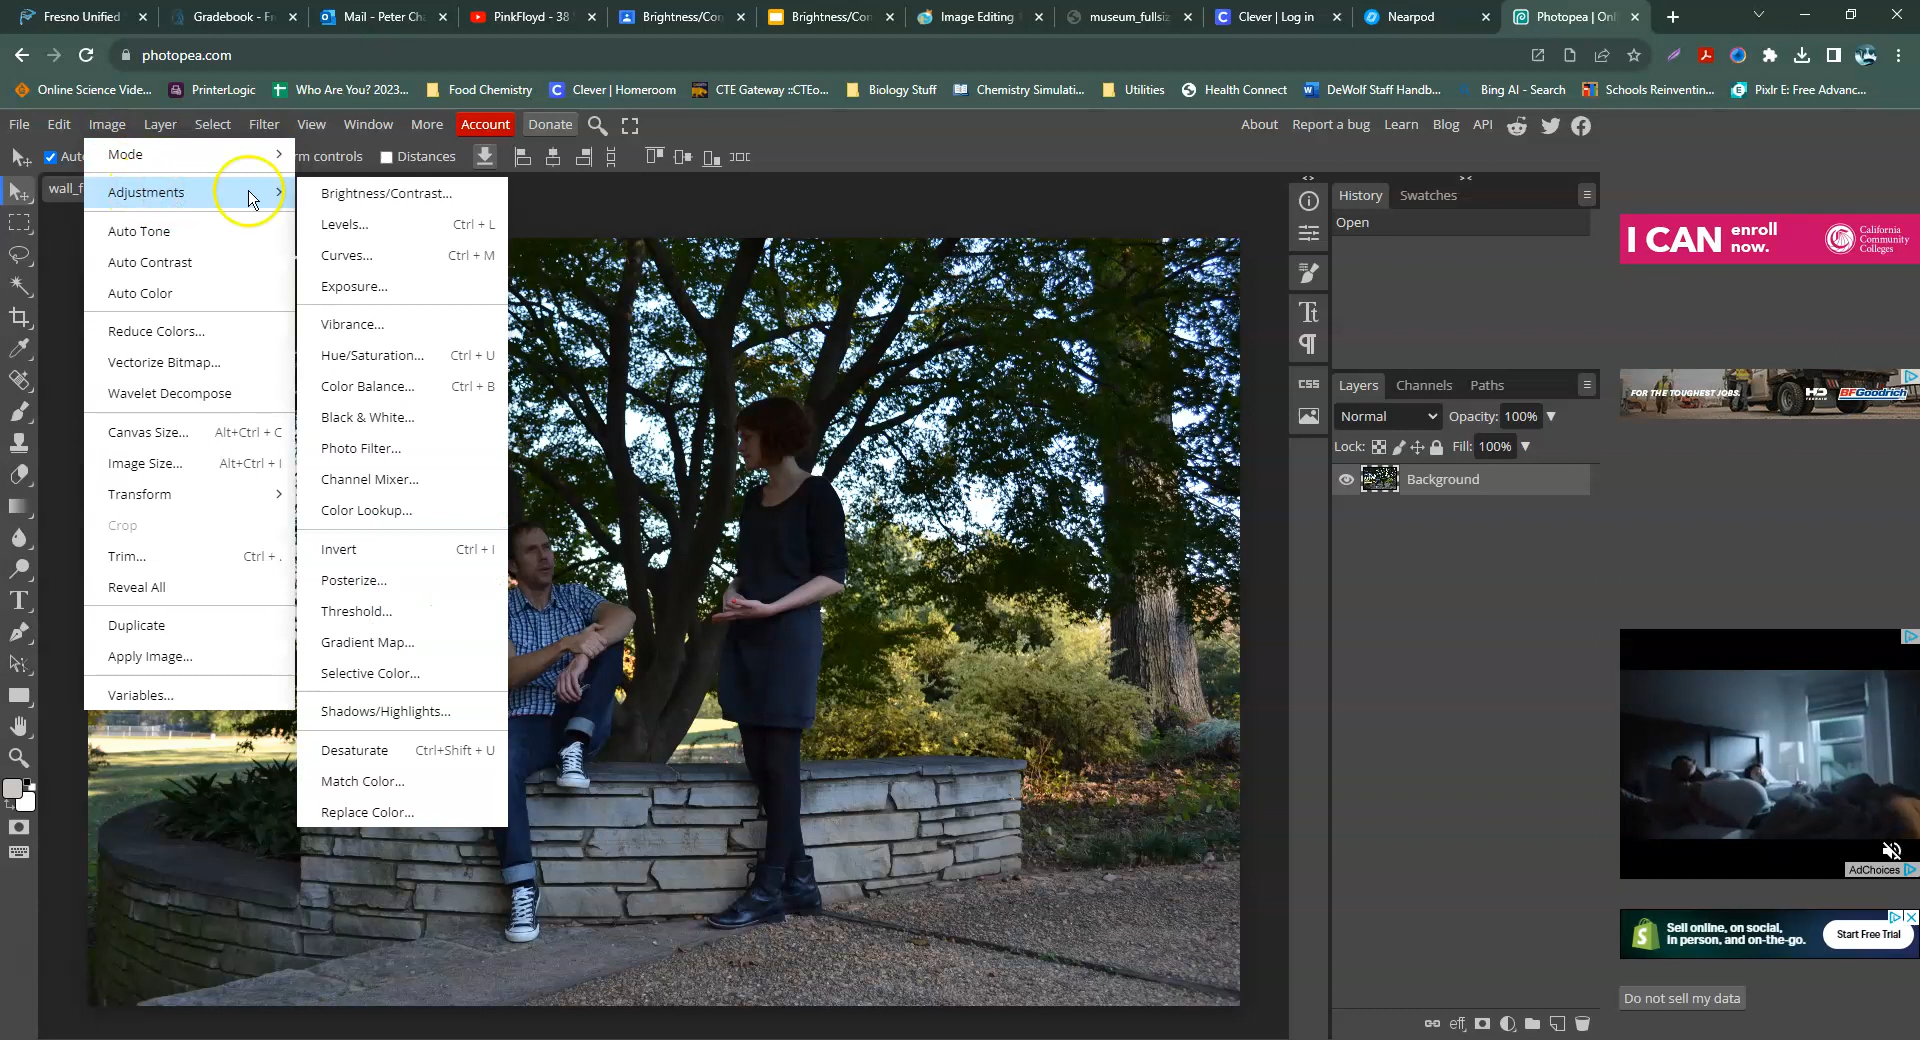 Fresno Unified
Gradebook - Fr
Mail - Peter Ch
PinkFloyd - 38
Brightness/Con
Brightness/Con
Image Editing
museum_fullsiz
Clever | Log in
Nearpod
Photopea | Onl
photopea.com
Online Science Vide...
PrinterLogic
Who Are You? 2023...
Food Chemistry
Clever | Homeroom
CTE Gateway ::CTEo...
Biology Stuff
Chemistry Simulati...
Utilities
Health Connect
DeWolf Staff Handb...
Bing AI - Search
Schools Reinventin...
Pixlr E: Free Advanc...
File Edit Image Layer Select Filter View Window More Account Donate
About Report a bug Learn Blog API
rm controls
Distances
wall_f
Mode
Adjustments
Auto Tone
Auto Contrast
Auto Color
Reduce Colors...
Vectorize Bitmap...
Wavelet Decompose
Canvas Size... Alt+Ctrl + C
Image Size... Alt+Ctrl + I
Transform
Crop
Trim... Ctrl + .
Reveal All
Duplicate
Apply Image...
Variables...
Brightness/Contrast...
Levels... Ctrl + L
Curves... Ctrl + M
Exposure...
Vibrance...
Hue/Saturation... Ctrl + U
Color Balance... Ctrl + B
Black & White...
Photo Filter...
Channel Mixer...
Color Lookup...
Invert Ctrl + I
Posterize...
Threshold...
Gradient Map...
Selective Color...
Shadows/Highlights...
Desaturate Ctrl+Shift + U
Match Color...
Replace Color...
CSS
History Swatches
Open
Layers Channels Paths
Normal Opacity: 100%
Lock: Fill: 100%
Background
eff
I CAN enroll now.
California
Community
Colleges
FOR THE TOUGHEST JOBS.
HD
BFGoodrich
AdChoices
Sell online, on social,
in person, and on-the-go.
Start Free Trial
Do not sell my data